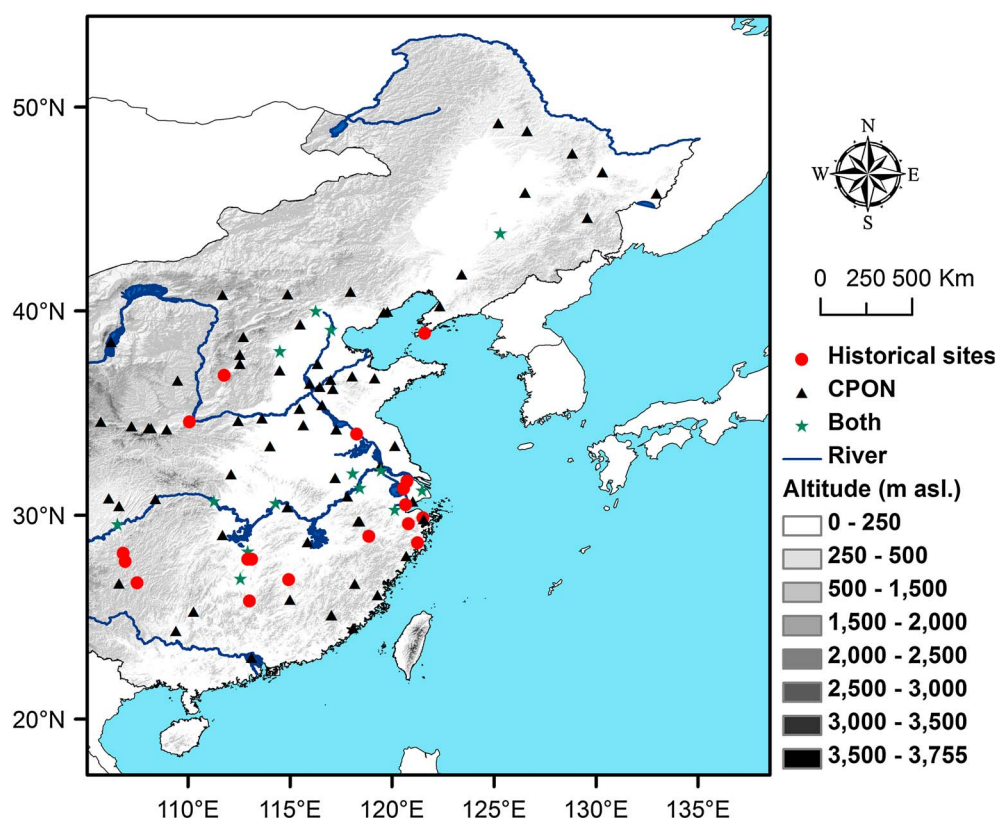 50°N
40°N
30°N
20°N
110°E 115°E 120°E 125°E 130°E 135°E
N
W E
S
0 250 500 Km
Historical sites
CPON
Both
River
Altitude (m asl.)
0 - 250
250 - 500
500 - 1,500
1,500 - 2,000
2,000 - 2,500
2,500 - 3,000
3,000 - 3,500
3,500 - 3,755